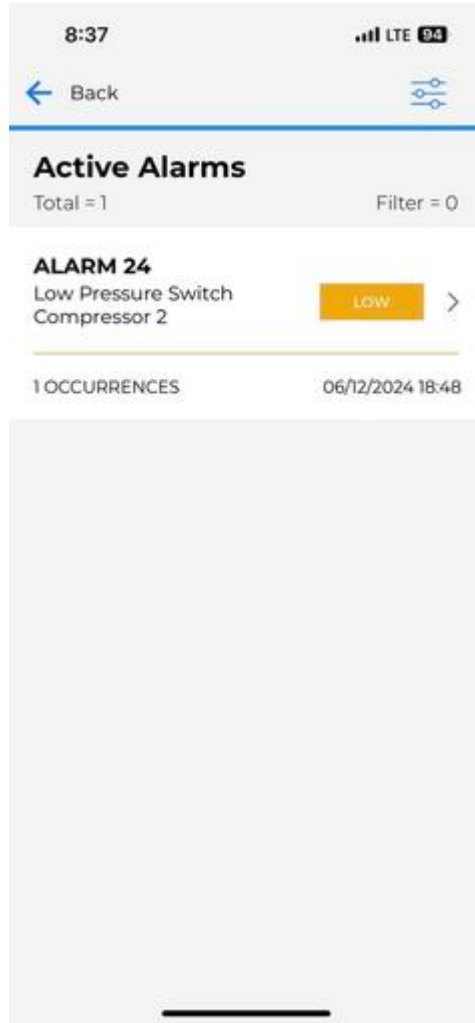 8:37 LTE 94
Back
Active Alarms
Total = 1 Filter = 0
ALARM 24
Low Pressure Switch
Compressor 2
LOW
1 OCCURRENCES 06/12/2024 18:48